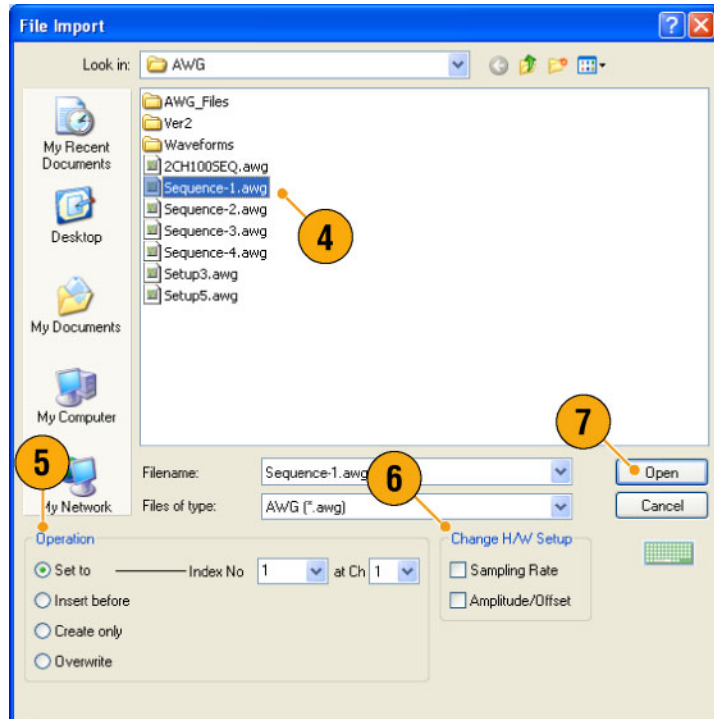 File Import
Look in: AWG
My Recent Documents
Desktop
My Documents
My Computer
My Network
AWG_Files
Ver2
Waveforms
2CH100SEQ.awg
Sequence-1.awg
Sequence-2.awg
Sequence-3.awg
Sequence-4.awg
Setup3.awg
Setup5.awg
4
5
6
7
Filename: Sequence-1.awg Open
Files of type: AWG (*.awg) Cancel
Operation
Set to Index No 1 at Ch 1
Insert before
Create only
Overwrite
Change H/W Setup
Sampling Rate
Amplitude/Offset